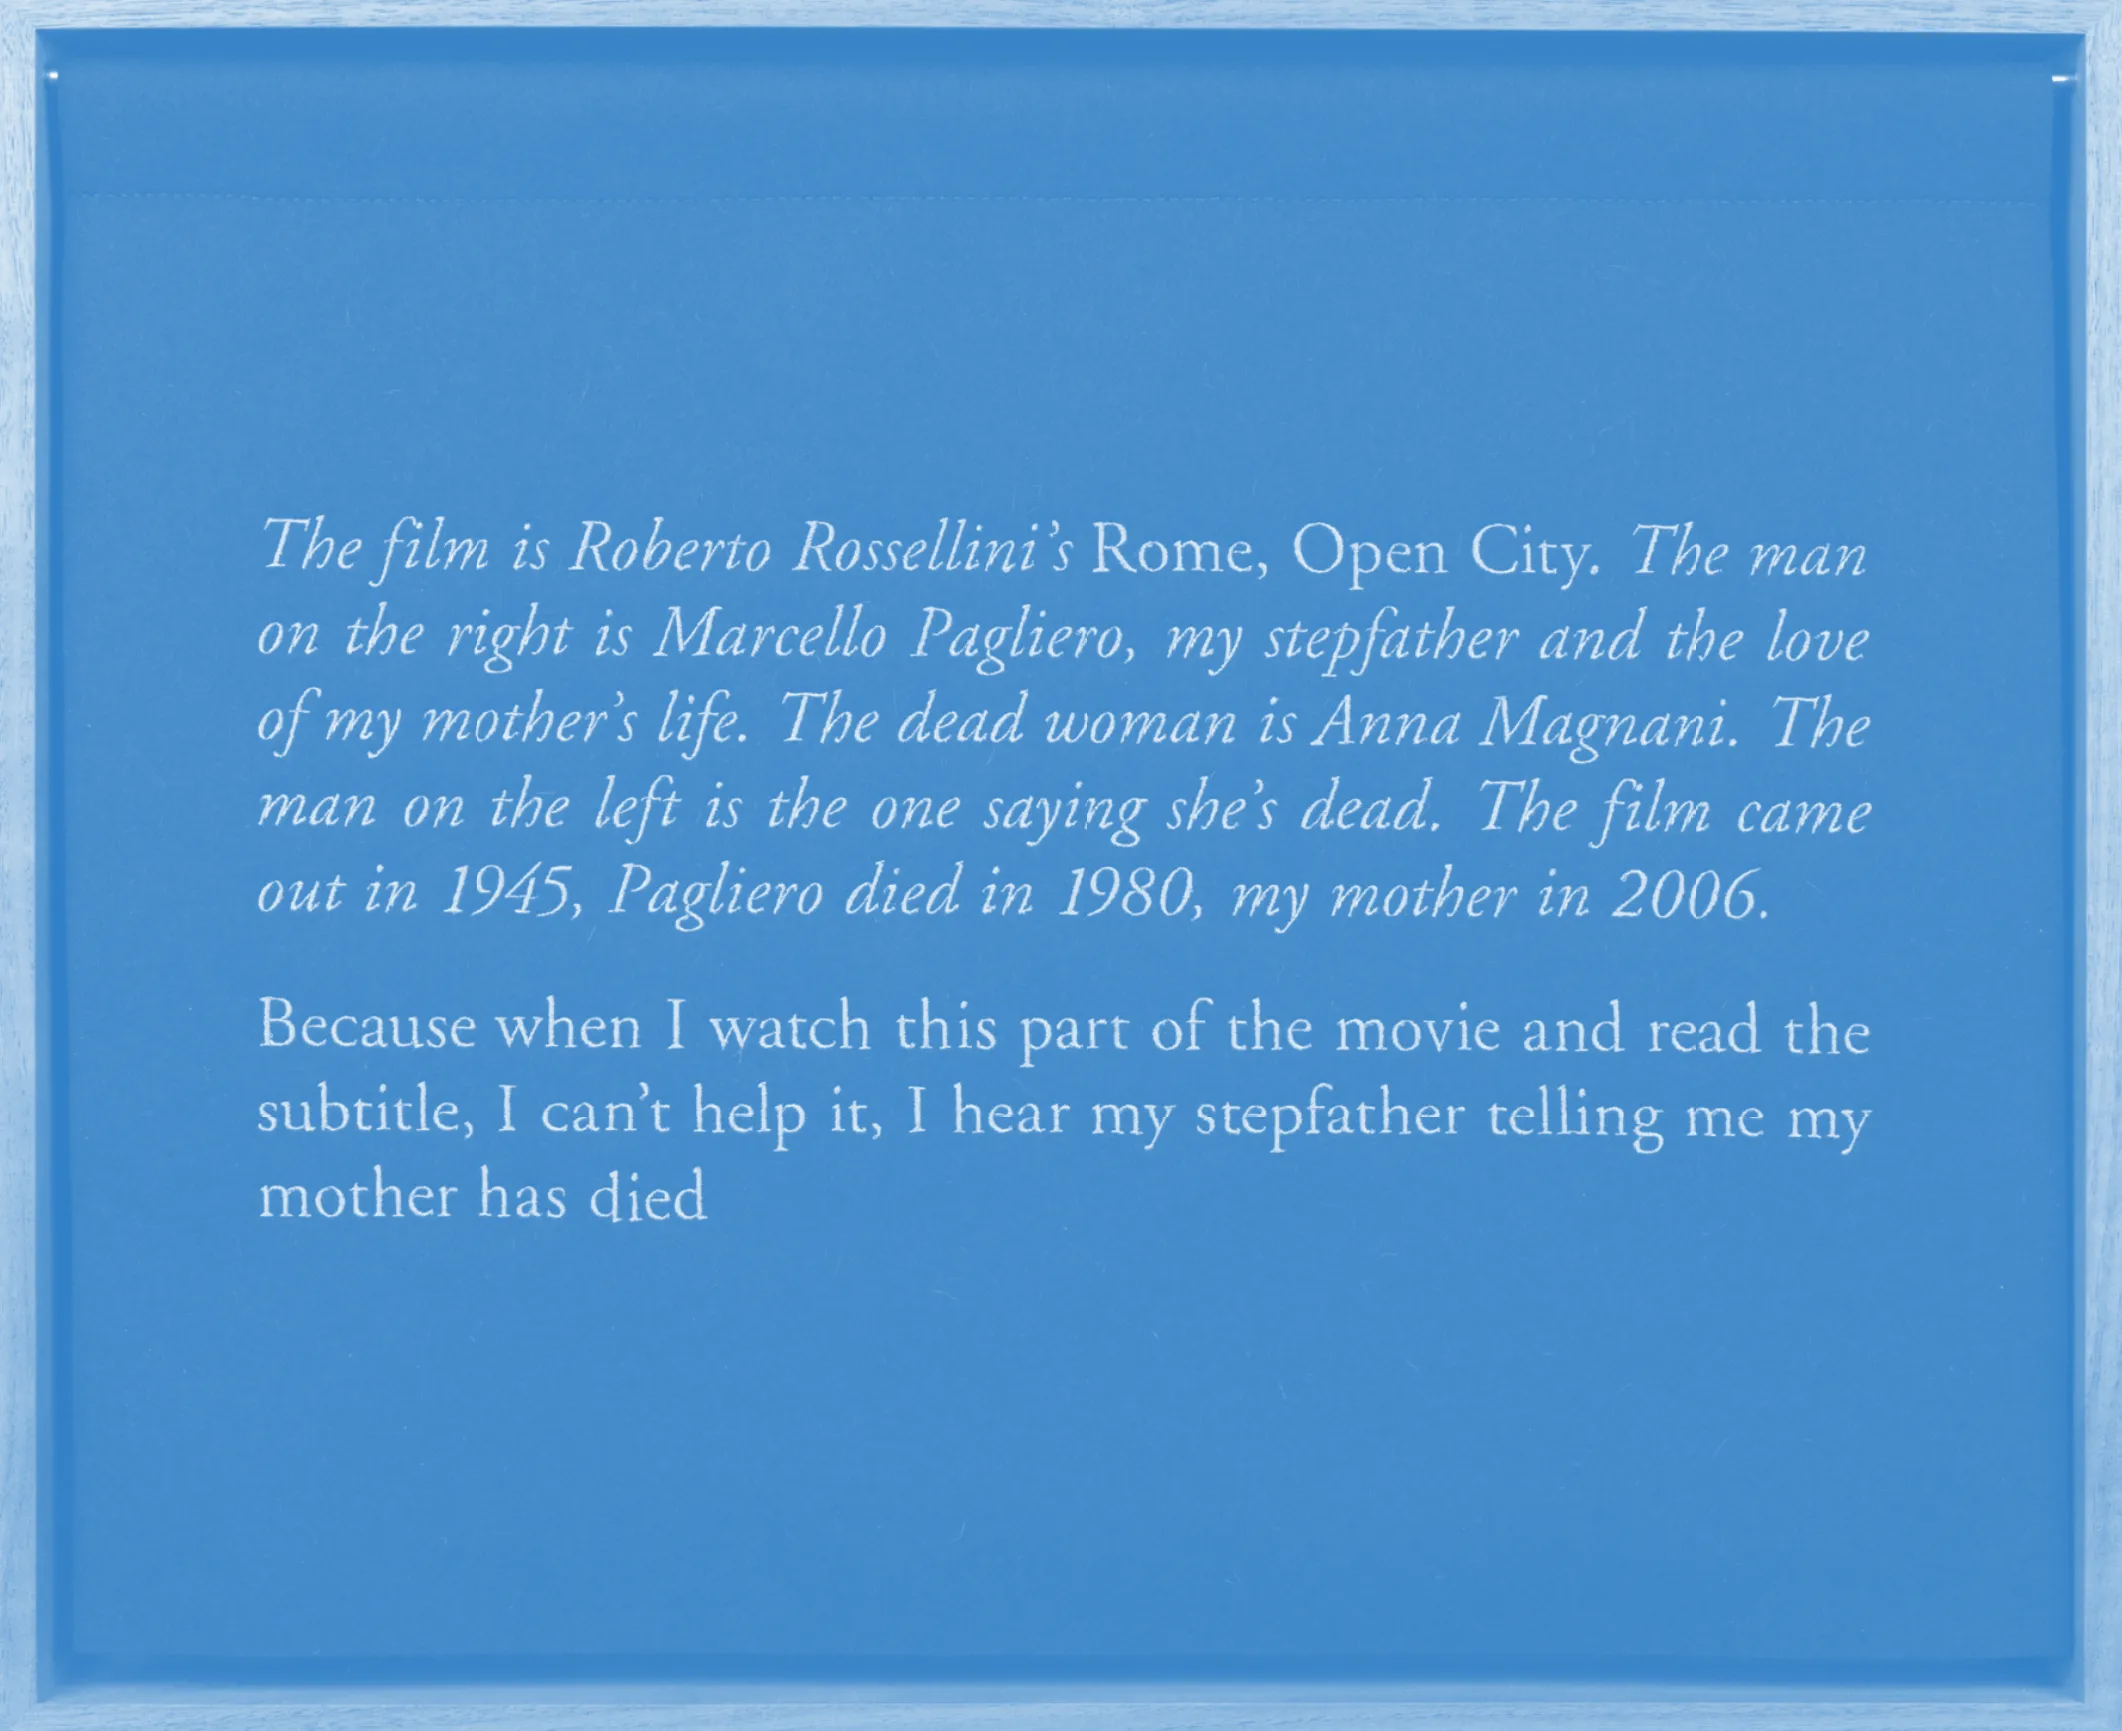 The film is Roberto Rossellini’s Rome, Open City. The man
on the right is Marcello Pagliero, my stepfather and the love
of my mother’s life. The dead woman is Anna Magnani. The
man on the left is the one saying she’s dead. The film came
out in 1945, Pagliero died in 1980, my mother in 2006.
Because when I watch this part of the movie and read the
subtitle, I can’t help it, I hear my stepfather telling me my
mother has died